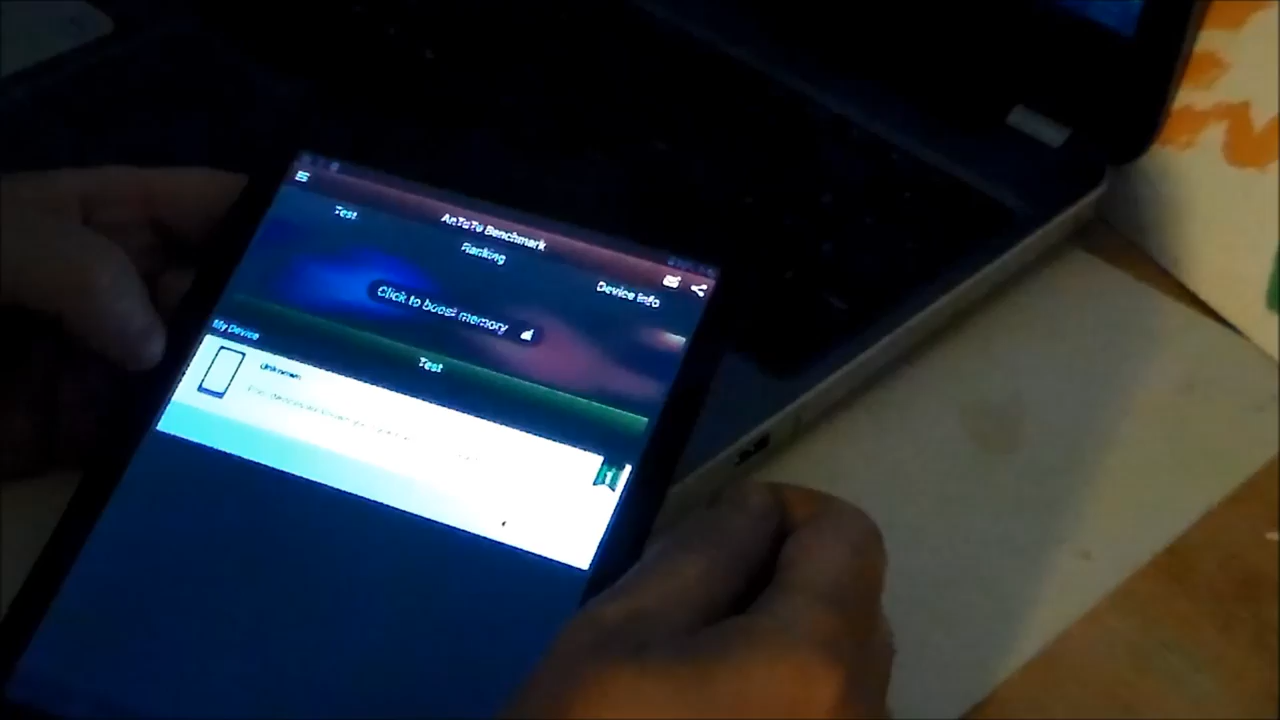 AnTuTu Benchmark
Test
Ranking
Device Info
Click to boost memory
My Device
Test
Unknown